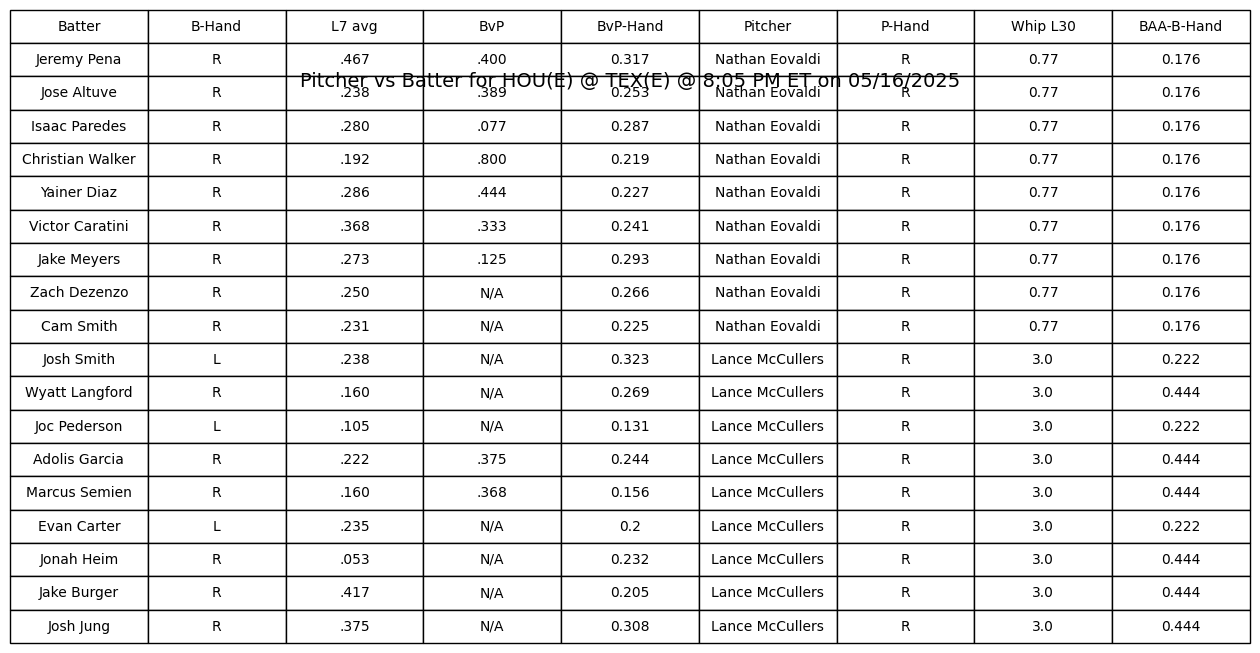 Batter B-Hand L7 avg BvP BvP-Hand Pitcher P-Hand Whip L30 BAA-B-Hand
Jeremy Pena R .467 .400 0.317 Nathan Eovaldi R 0.77 0.176
Pitcher vs Batter for HOU(E) @ TEX(E) @ 8:05 PM ET on 05/16/2025
Jose Altuve R .238 .389 0.253 Nathan Eovaldi R 0.77 0.176
Isaac Paredes R .280 .077 0.287 Nathan Eovaldi R 0.77 0.176
Christian Walker R .192 .800 0.219 Nathan Eovaldi R 0.77 0.176
Yainer Diaz R .286 .444 0.227 Nathan Eovaldi R 0.77 0.176
Victor Caratini R .368 .333 0.241 Nathan Eovaldi R 0.77 0.176
Jake Meyers R .273 .125 0.293 Nathan Eovaldi R 0.77 0.176
Zach Dezenzo R .250 N/A 0.266 Nathan Eovaldi R 0.77 0.176
Cam Smith R .231 N/A 0.225 Nathan Eovaldi R 0.77 0.176
Josh Smith L .238 N/A 0.323 Lance McCullers R 3.0 0.222
Wyatt Langford R .160 N/A 0.269 Lance McCullers R 3.0 0.444
Joc Pederson L .105 N/A 0.131 Lance McCullers R 3.0 0.222
Adolis Garcia R .222 .375 0.244 Lance McCullers R 3.0 0.444
Marcus Semien R .160 .368 0.156 Lance McCullers R 3.0 0.444
Evan Carter L .235 N/A 0.2 Lance McCullers R 3.0 0.222
Jonah Heim R .053 N/A 0.232 Lance McCullers R 3.0 0.444
Jake Burger R .417 N/A 0.205 Lance McCullers R 3.0 0.444
Josh Jung R .375 N/A 0.308 Lance McCullers R 3.0 0.444